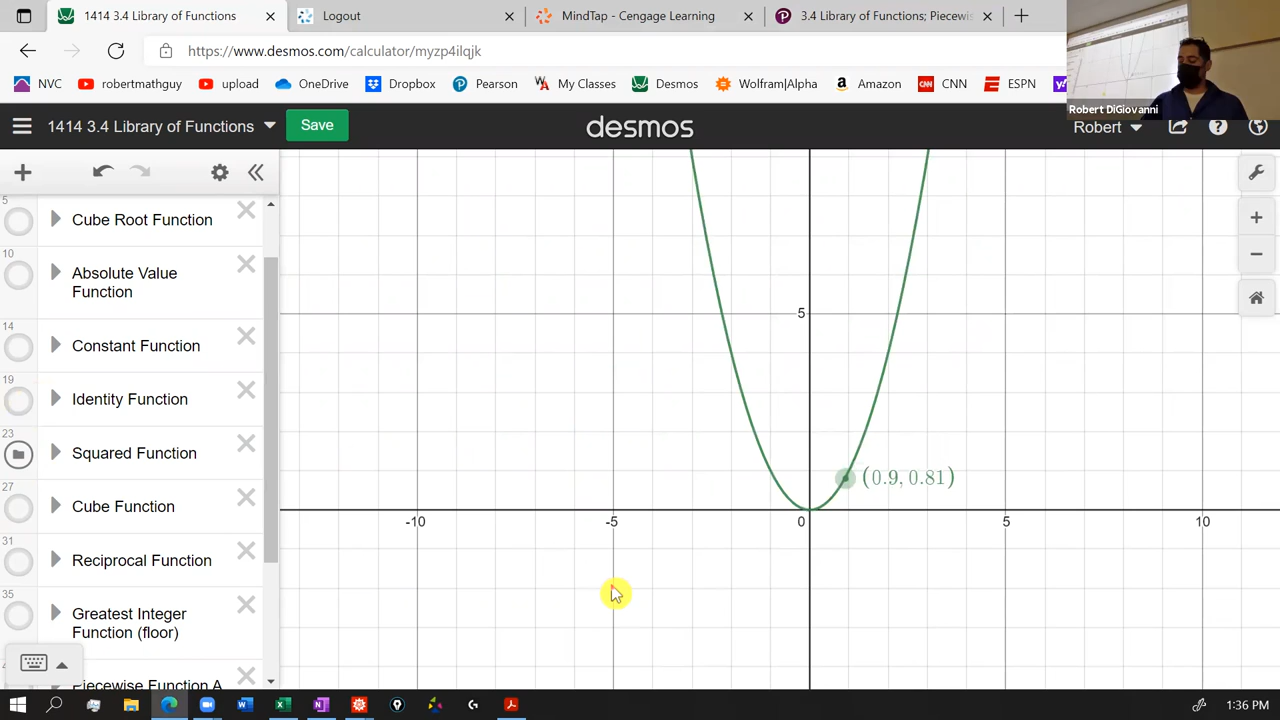 1414 3.4 Library of Functions
Logout
MindTap - Cengage Learning
3.4 Library of Functions; Piecewis
https://www.desmos.com/calculator/myzp4ilqjk
NVC
robertmathguy
upload
OneDrive
Dropbox
Pearson
My Classes
Desmos
Wolfram|Alpha
Amazon
CNN
ESPN
Robert DiGiovanni
1414 3.4 Library of Functions
Save
desmos
Robert
5
Cube Root Function
10
Absolute Value
Function
14
Constant Function
19
Identity Function
23
Squared Function
27
Cube Function
31
Reciprocal Function
35
Greatest Integer
Function (floor)
Piecewise Function A
5
(0.9, 0.81)
-10
-5
0
5
10
1:36 PM